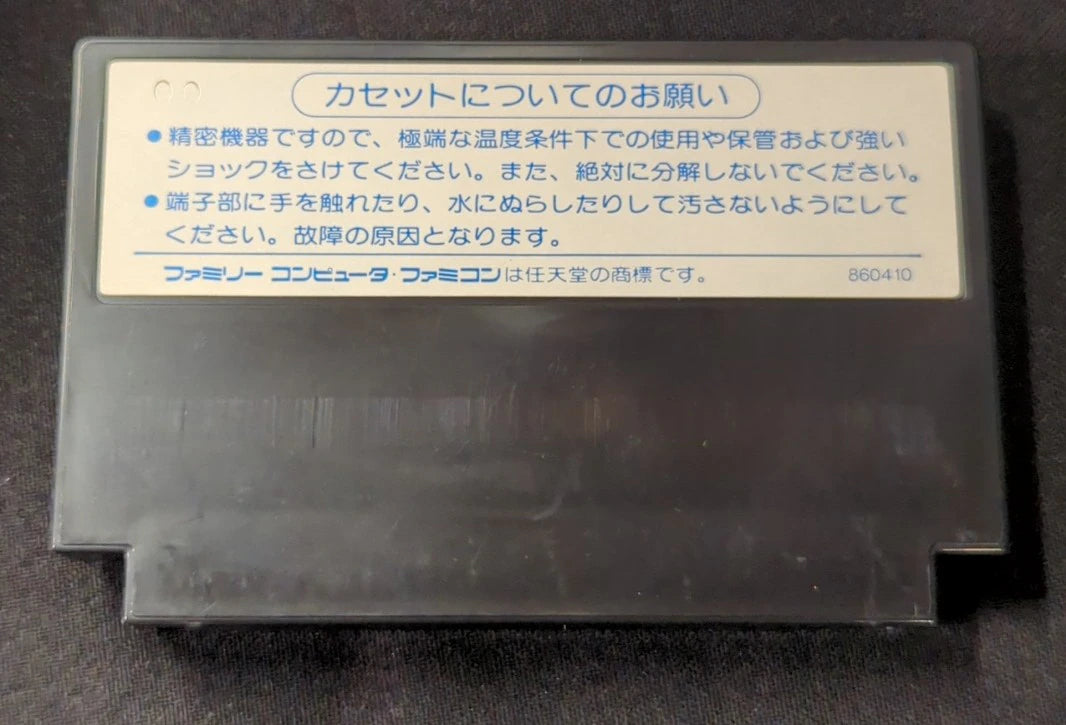 カセットについてのお願い
●精密機器ですので、極端な温度条件下での使用や保管および強い
ショックをさけてください。また、絶対に分解しないでください。
●端子部に手を触れたり、水にぬらしたりして汚さないようにして
ください。故障の原因となります。
ファミリー コンピュータ・ファミコンは任天堂の商標です。 860410